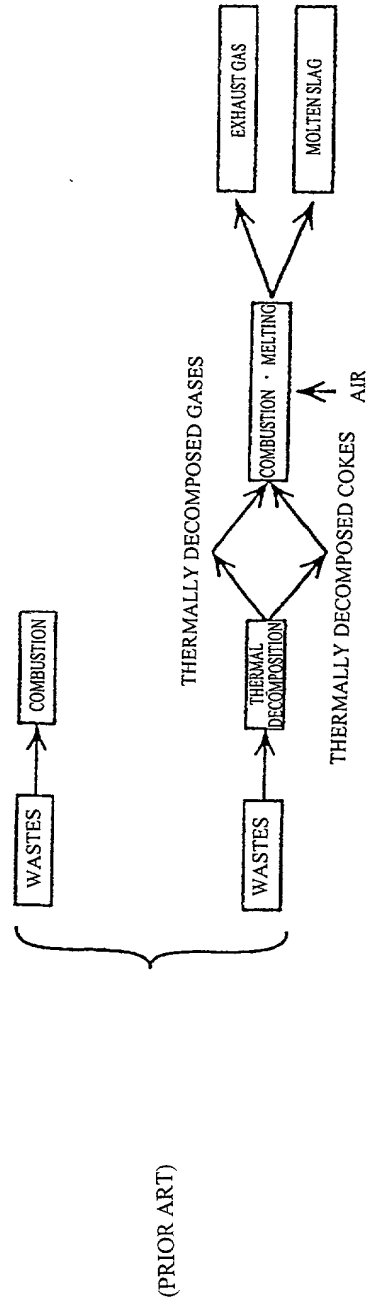 (PRIOR ART)
WASTES
COMBUSTION
WASTES
THERMAL
DECOMPOSITION
THERMALLY DECOMPOSED GASES
THERMALLY DECOMPOSED COKES
COMBUSTION · MELTING
AIR
EXHAUST GAS
MOLTEN SLAG